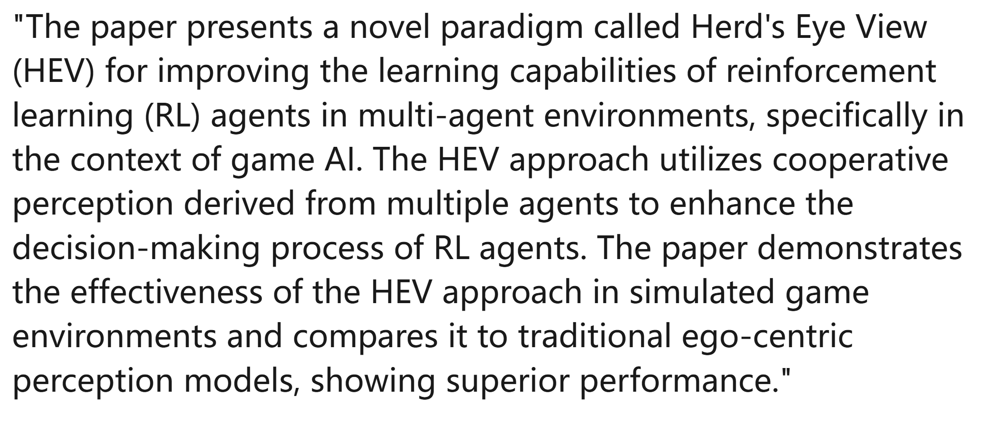 "The paper presents a novel paradigm called Herd's Eye View
(HEV) for improving the learning capabilities of reinforcement
learning (RL) agents in multi-agent environments, specifically in
the context of game AI. The HEV approach utilizes cooperative
perception derived from multiple agents to enhance the
decision-making process of RL agents. The paper demonstrates
the effectiveness of the HEV approach in simulated game
environments and compares it to traditional ego-centric
perception models, showing superior performance."